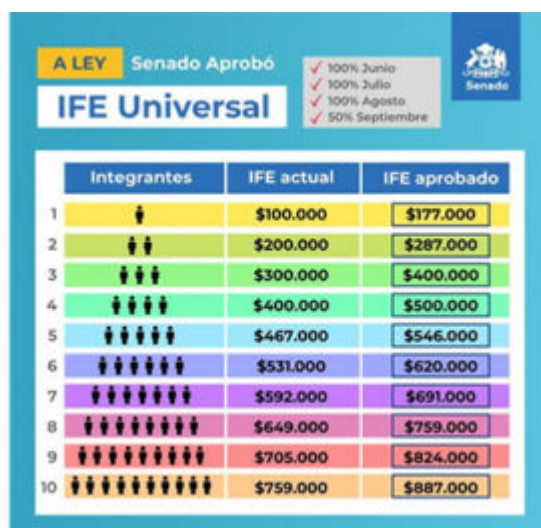 A LEY Senado Aprobó
IFE Universal
✓ 100% Junio
✓ 100% Julio
✓ 100% Agosto
✓ 50% Septiembre
Senado
Integrantes IFE actual IFE aprobado
1 $100.000 $177.000
2 $200.000 $287.000
3 $300.000 $400.000
4 $400.000 $500.000
5 $467.000 $546.000
6 $531.000 $620.000
7 $592.000 $691.000
8 $649.000 $759.000
9 $705.000 $824.000
10 $759.000 $887.000